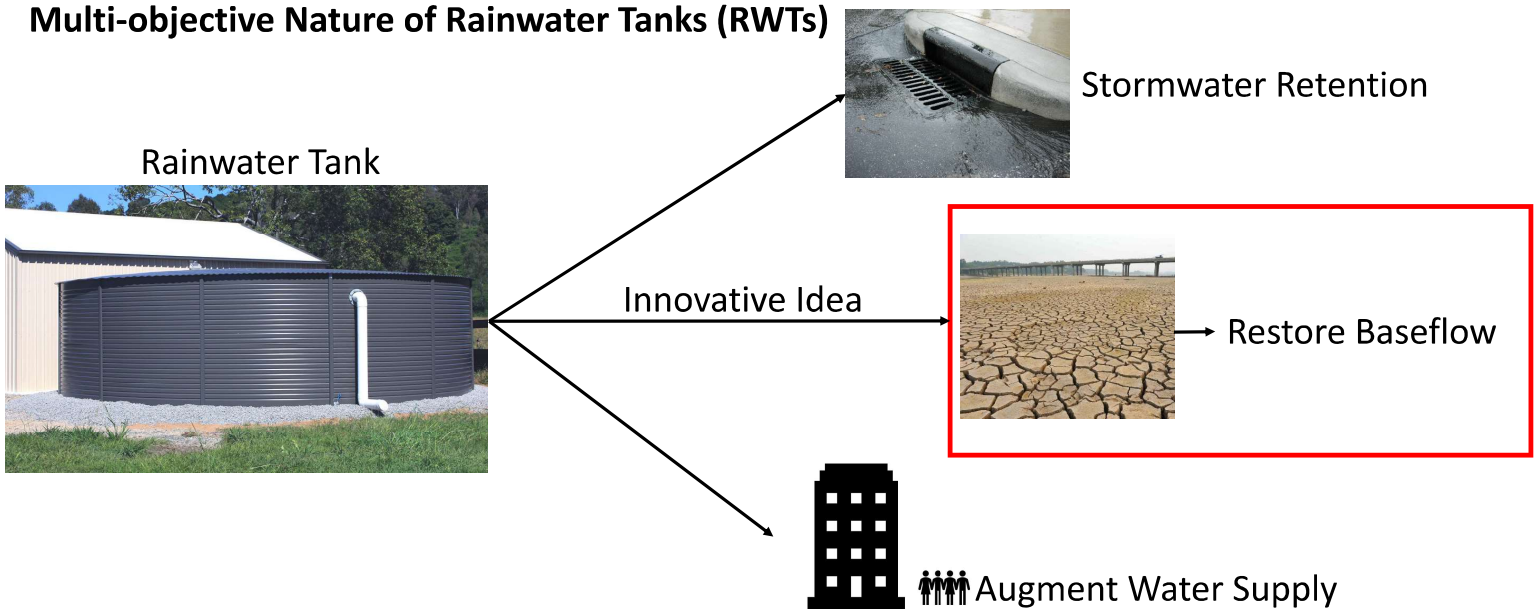 Multi-objective Nature of Rainwater Tanks (RWTs)
Stormwater Retention
Rainwater Tank
Innovative Idea
Restore Baseflow
Augment Water Supply